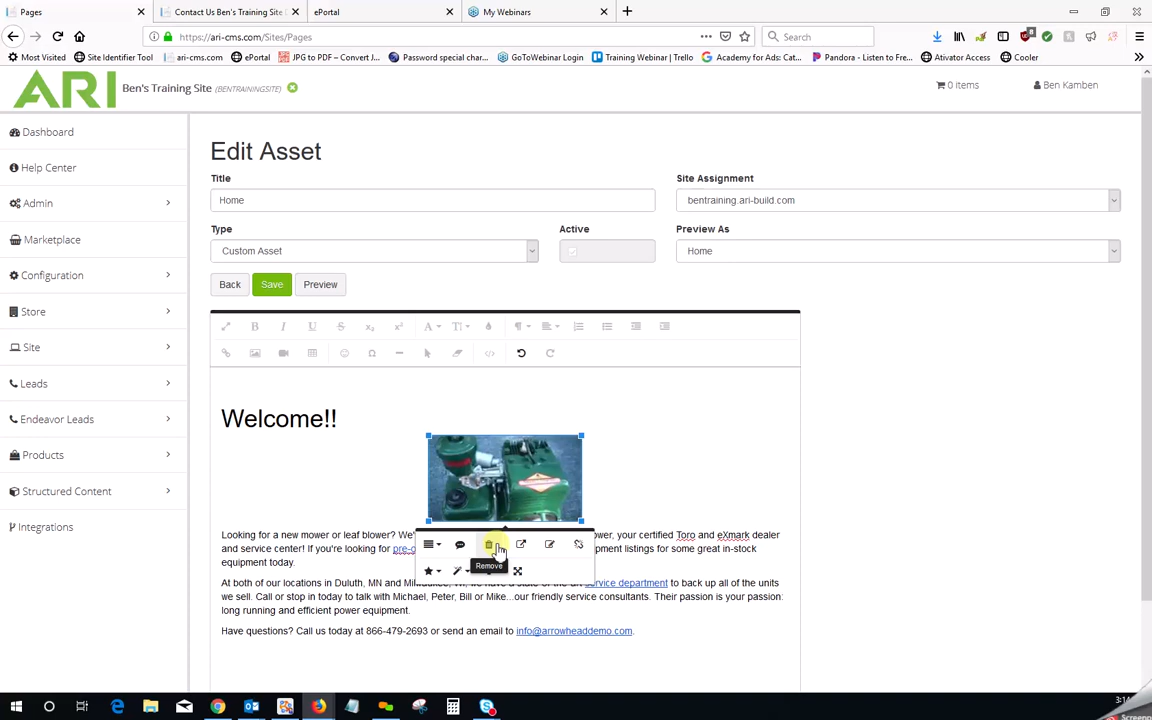 Pages
Contact Us Ben's Training Site
ePortal
My Webinars
https://ari-cms.com/Sites/Pages
Search
Most Visited
Site Identifier Tool
ari-cms.com
ePortal
JPG to PDF – Convert J...
Password special char...
GoToWebinar Login
Training Webinar | Trello
Academy for Ads: Cat...
Pandora - Listen to Fre...
Ativator Access
Cooler
ARI
Ben's Training Site (BENTRAININGSITE)
0 items
Ben Kamben
Dashboard
Help Center
Admin
Marketplace
Configuration
Store
Site
Leads
Endeavor Leads
Products
Structured Content
Integrations
Edit Asset
Title
Site Assignment
Home
bentraining.ari-build.com
Type
Active
Preview As
Custom Asset
Home
Back
Save
Preview
Welcome!!
Looking for a new mower or leaf blower? We' ower, your certified Toro and eXmark dealer
and service center! If you're looking for pre-o pment listings for some great in-stock
equipment today.
Remove
At both of our locations in Duluth, MN and Milwaukee, WI, we have a state of the art service department to back up all of the units
we sell. Call or stop in today to talk with Michael, Peter, Bill or Mike...our friendly service consultants. Their passion is your passion:
long running and efficient power equipment.
Have questions? Call us today at 866-479-2693 or send an email to info@arrowheaddemo.com.